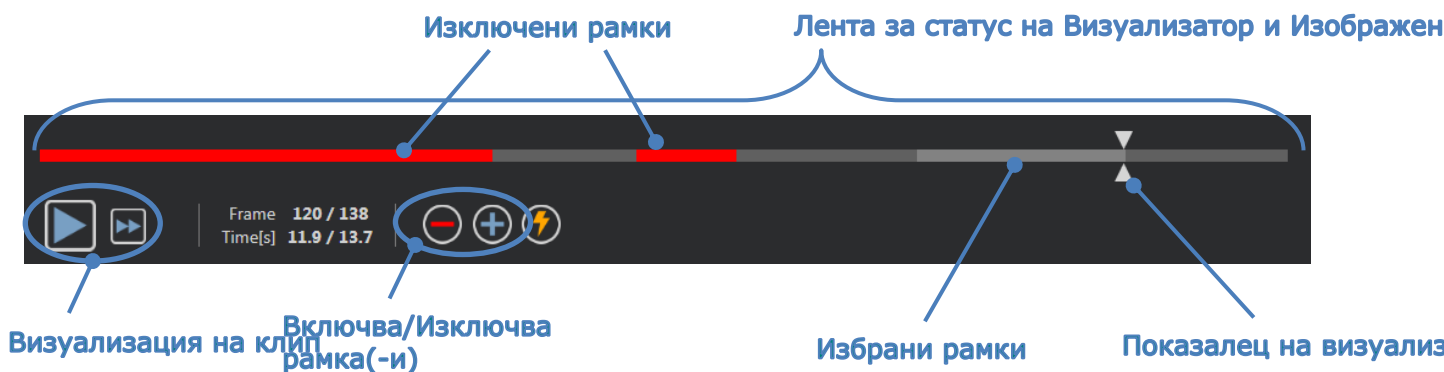 Изключени рамки
Лента за статус на Визуализатор и Изображен
Frame 120 / 138
Time[s] 11.9 / 13.7
Визуализация на клип
Включва/Изключва
рамка(-и)
Избрани рамки
Показалец на визуализ